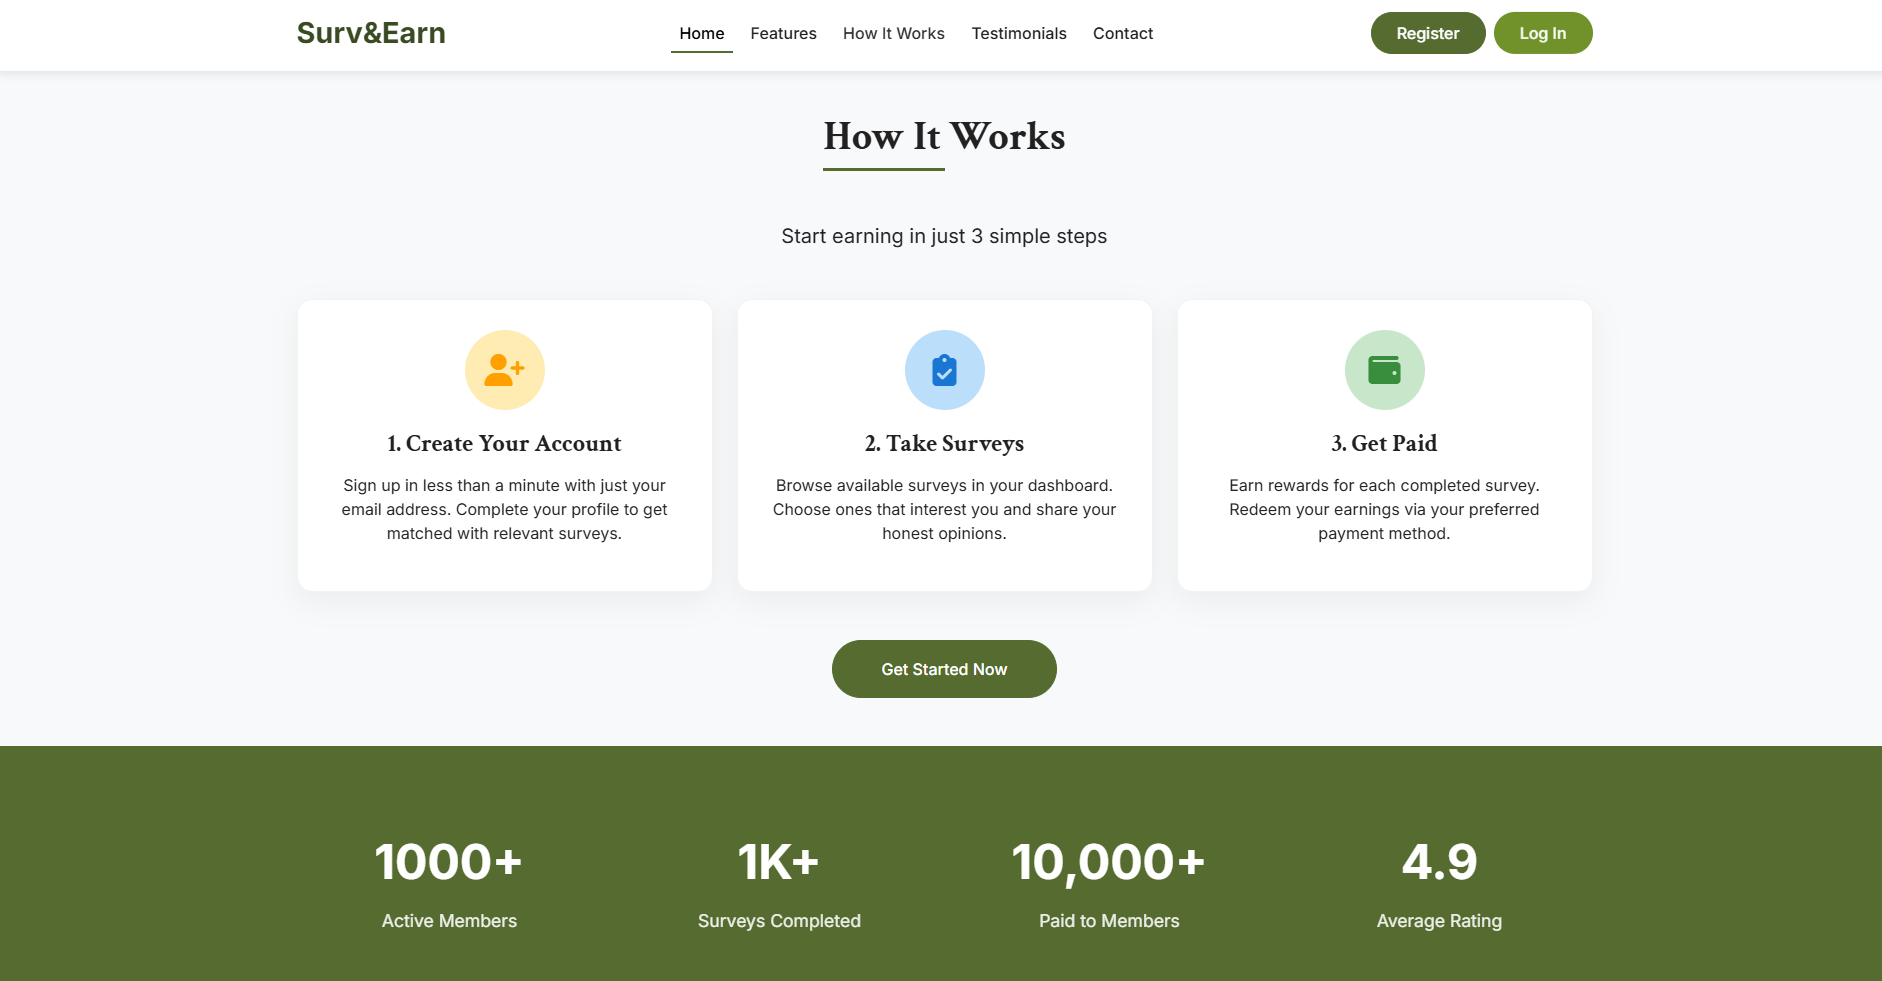 Surv&Earn
Home
Features
How It Works
Testimonials
Contact
Register
Log In
How It Works
Start earning in just 3 simple steps
1. Create Your Account
Sign up in less than a minute with just your
email address. Complete your profile to get
matched with relevant surveys.
2. Take Surveys
Browse available surveys in your dashboard.
Choose ones that interest you and share your
honest opinions.
3. Get Paid
Earn rewards for each completed survey.
Redeem your earnings via your preferred
payment method.
Get Started Now
1000+
Active Members
1K+
Surveys Completed
10,000+
Paid to Members
4.9
Average Rating